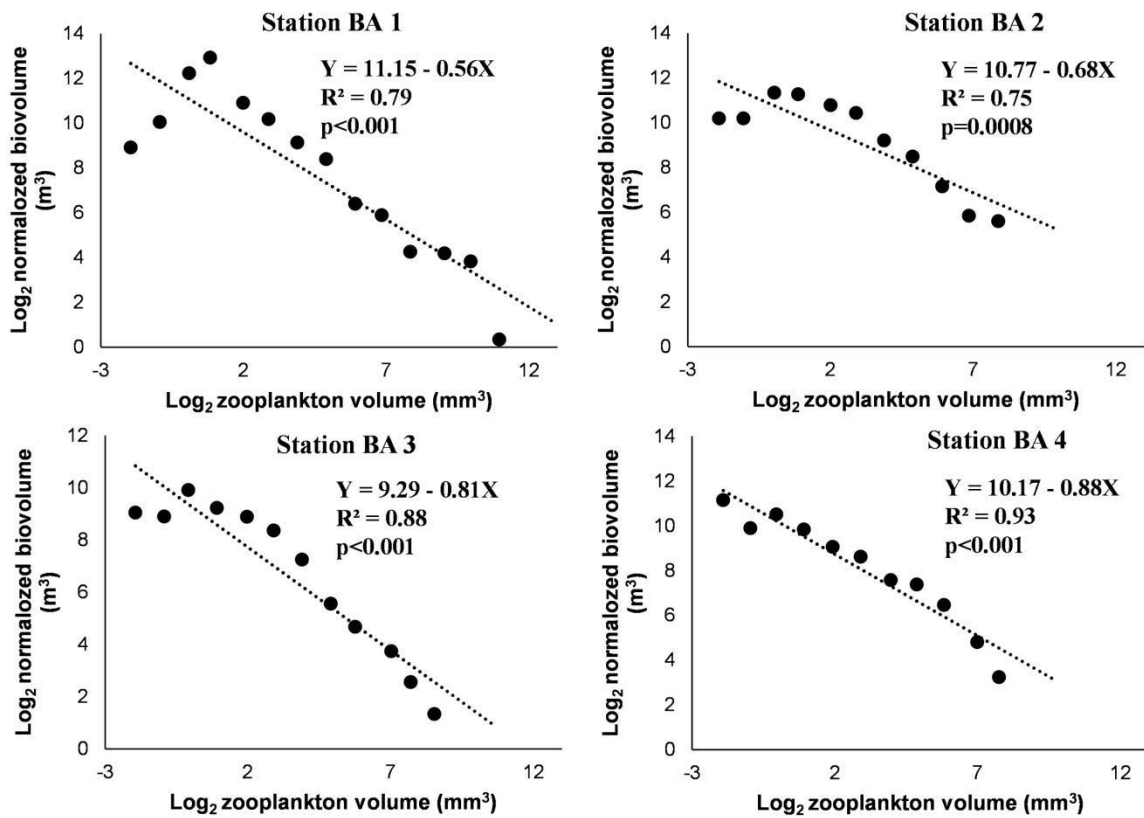 Station BA 1
Y = 11.15 - 0.56X
R² = 0.79
p<0.001
Log₂ normalozed biovolume
(m³)
14
12
10
8
6
4
2
0
-3
2
7
12
Log₂ zooplankton volume (mm³)
Station BA 2
Y = 10.77 - 0.68X
R² = 0.75
p=0.0008
Log₂ normalozed biovolume
(m³)
14
12
10
8
6
4
2
0
-3
2
7
12
Log₂ zooplankton volume (mm³)
Station BA 3
Y = 9.29 - 0.81X
R² = 0.88
p<0.001
Log₂ normalozed biovolume
(m³)
12
10
8
6
4
2
0
-3
2
7
12
Log₂ zooplankton volume (mm³)
Station BA 4
Y = 10.17 - 0.88X
R² = 0.93
p<0.001
Log₂ normalozed biovolume
(m³)
14
12
10
8
6
4
2
0
-3
2
7
12
Log₂ zooplankton volume (mm³)